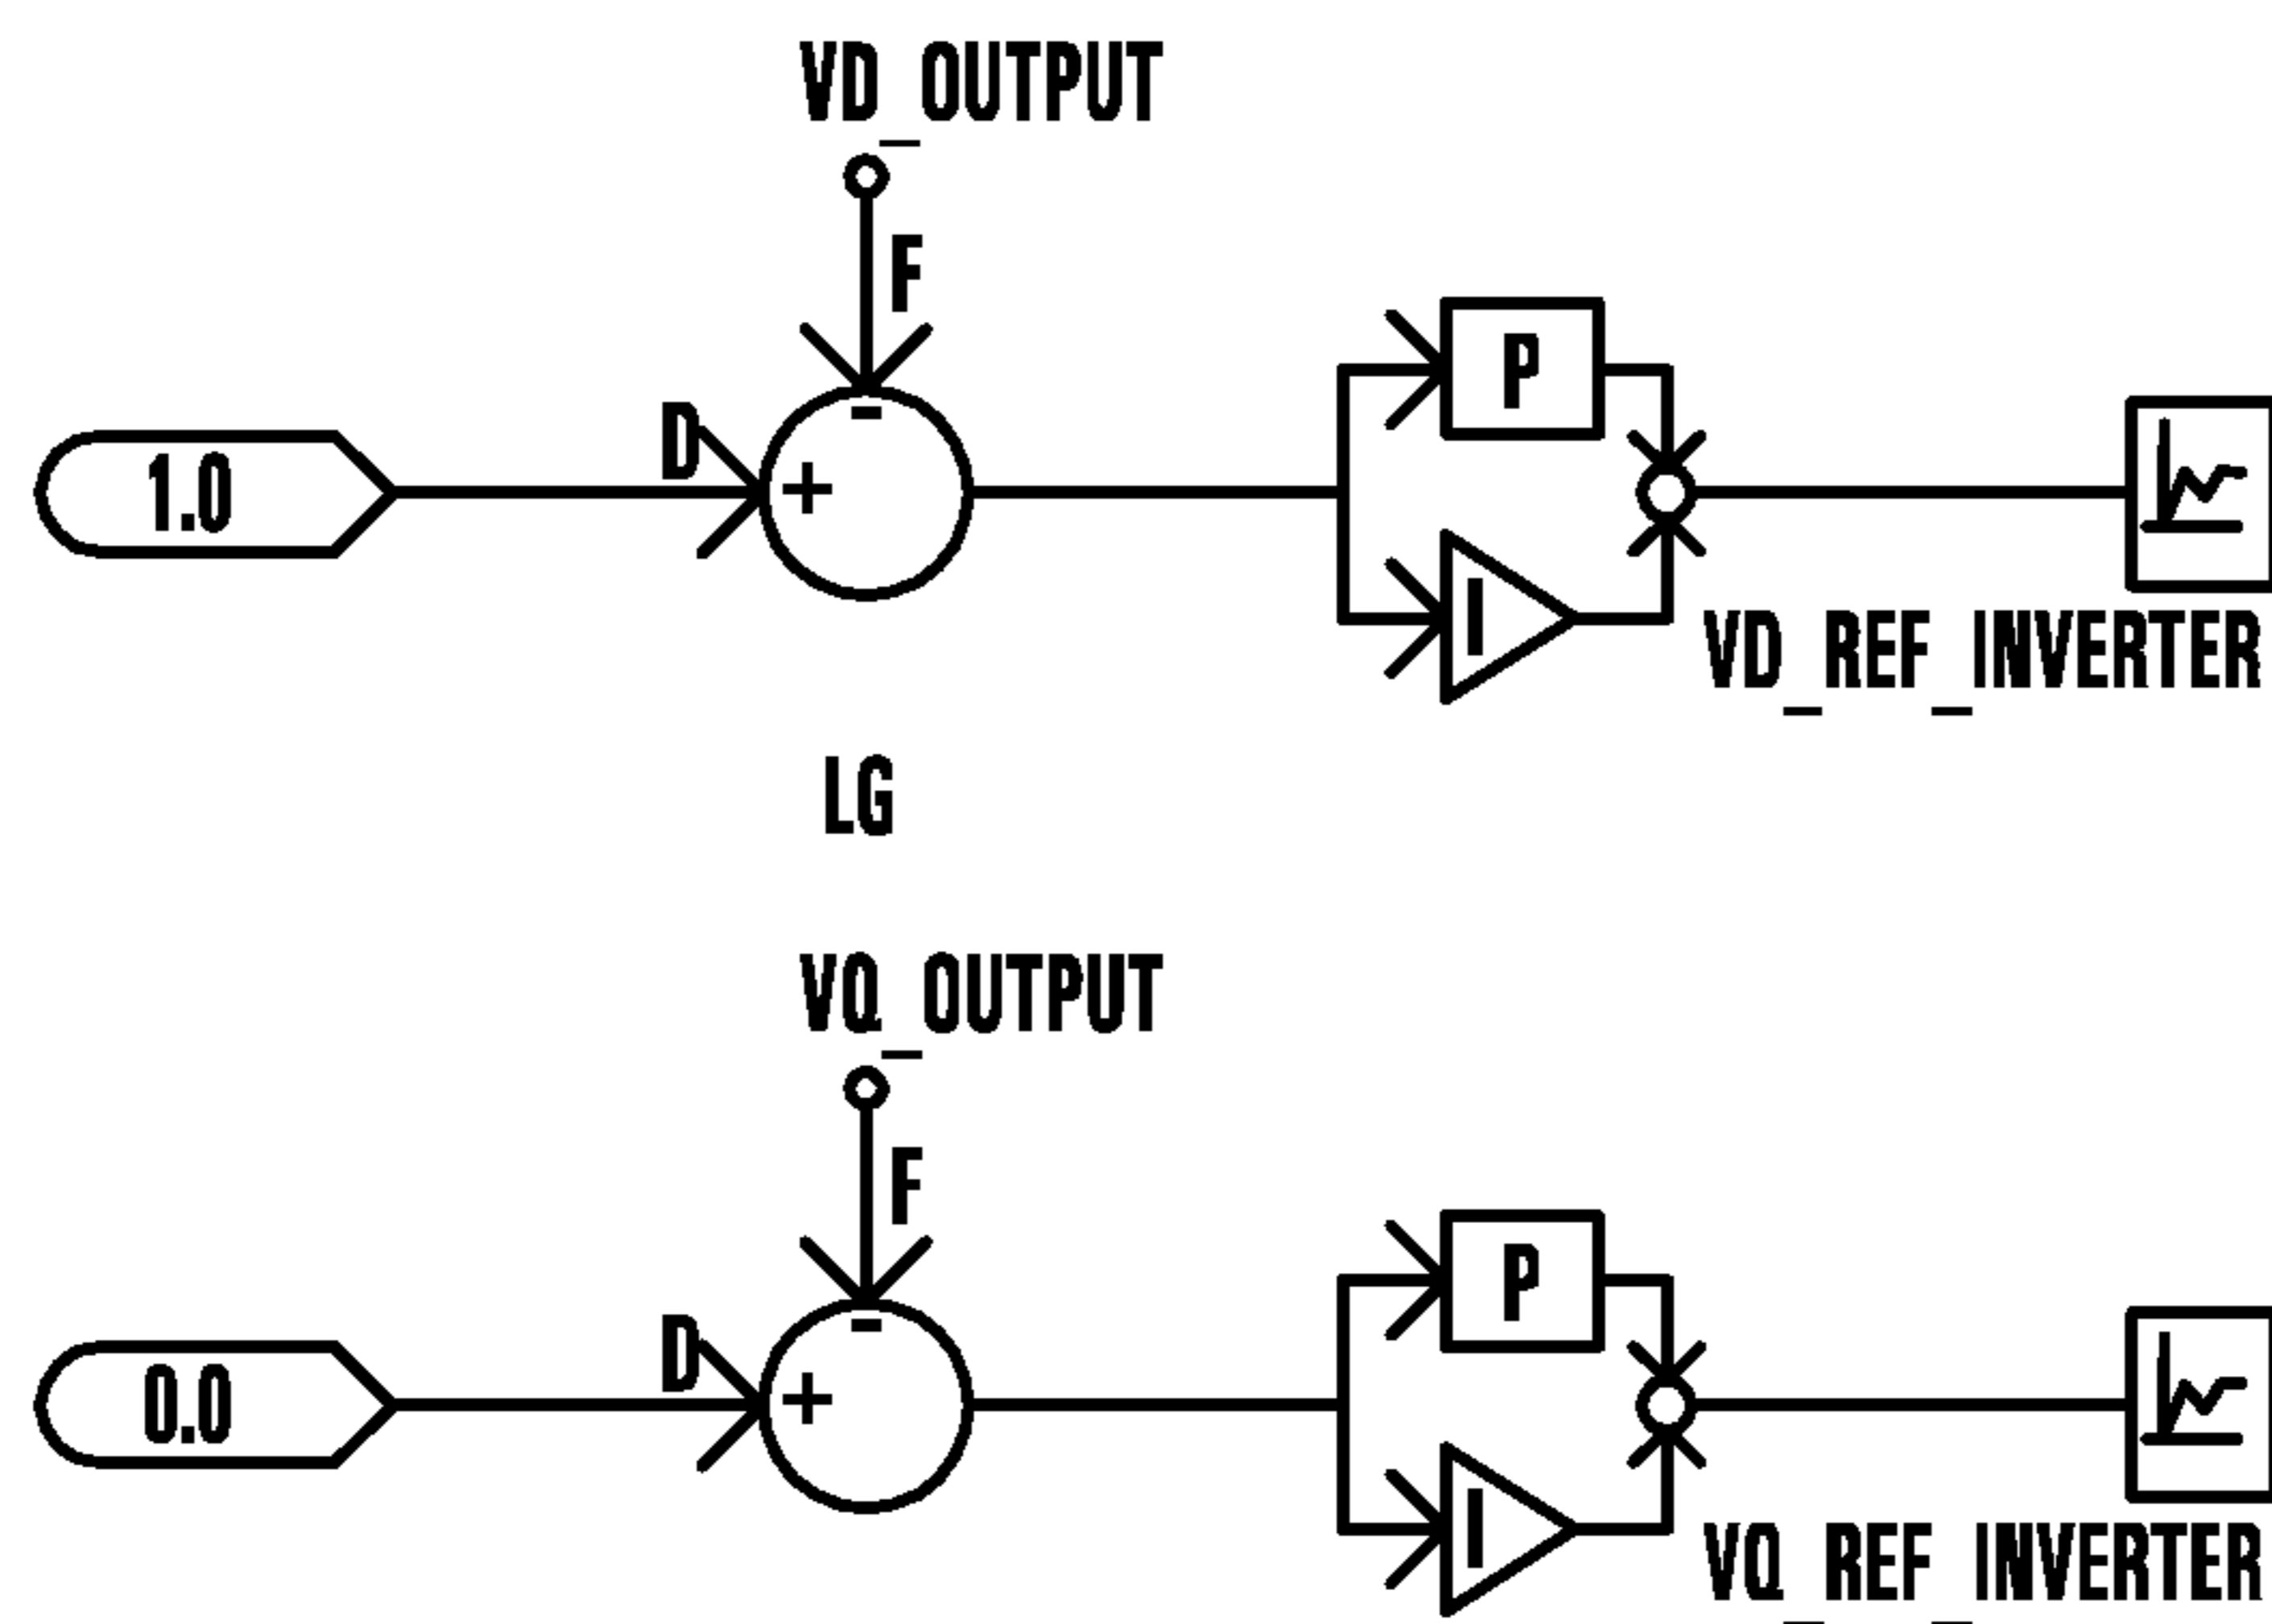 VD_OUTPUT
F
D
1.0
-
+
P
I
VD_REF_INVERTER
LG
VQ_OUTPUT
F
D
0.0
-
+
P
I
VQ_REF_INVERTER